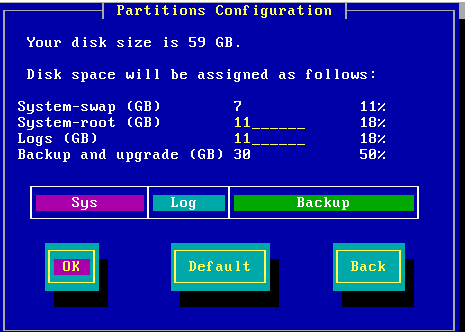 Partitions Configuration
Your disk size is 59 GB.
Disk space will be assigned as follows:
System-swap (GB) 7 11%
System-root (GB) 11______ 18%
Logs (GB) 11______ 18%
Backup and upgrade (GB) 30 50%
Sys Log Backup
OK Default Back